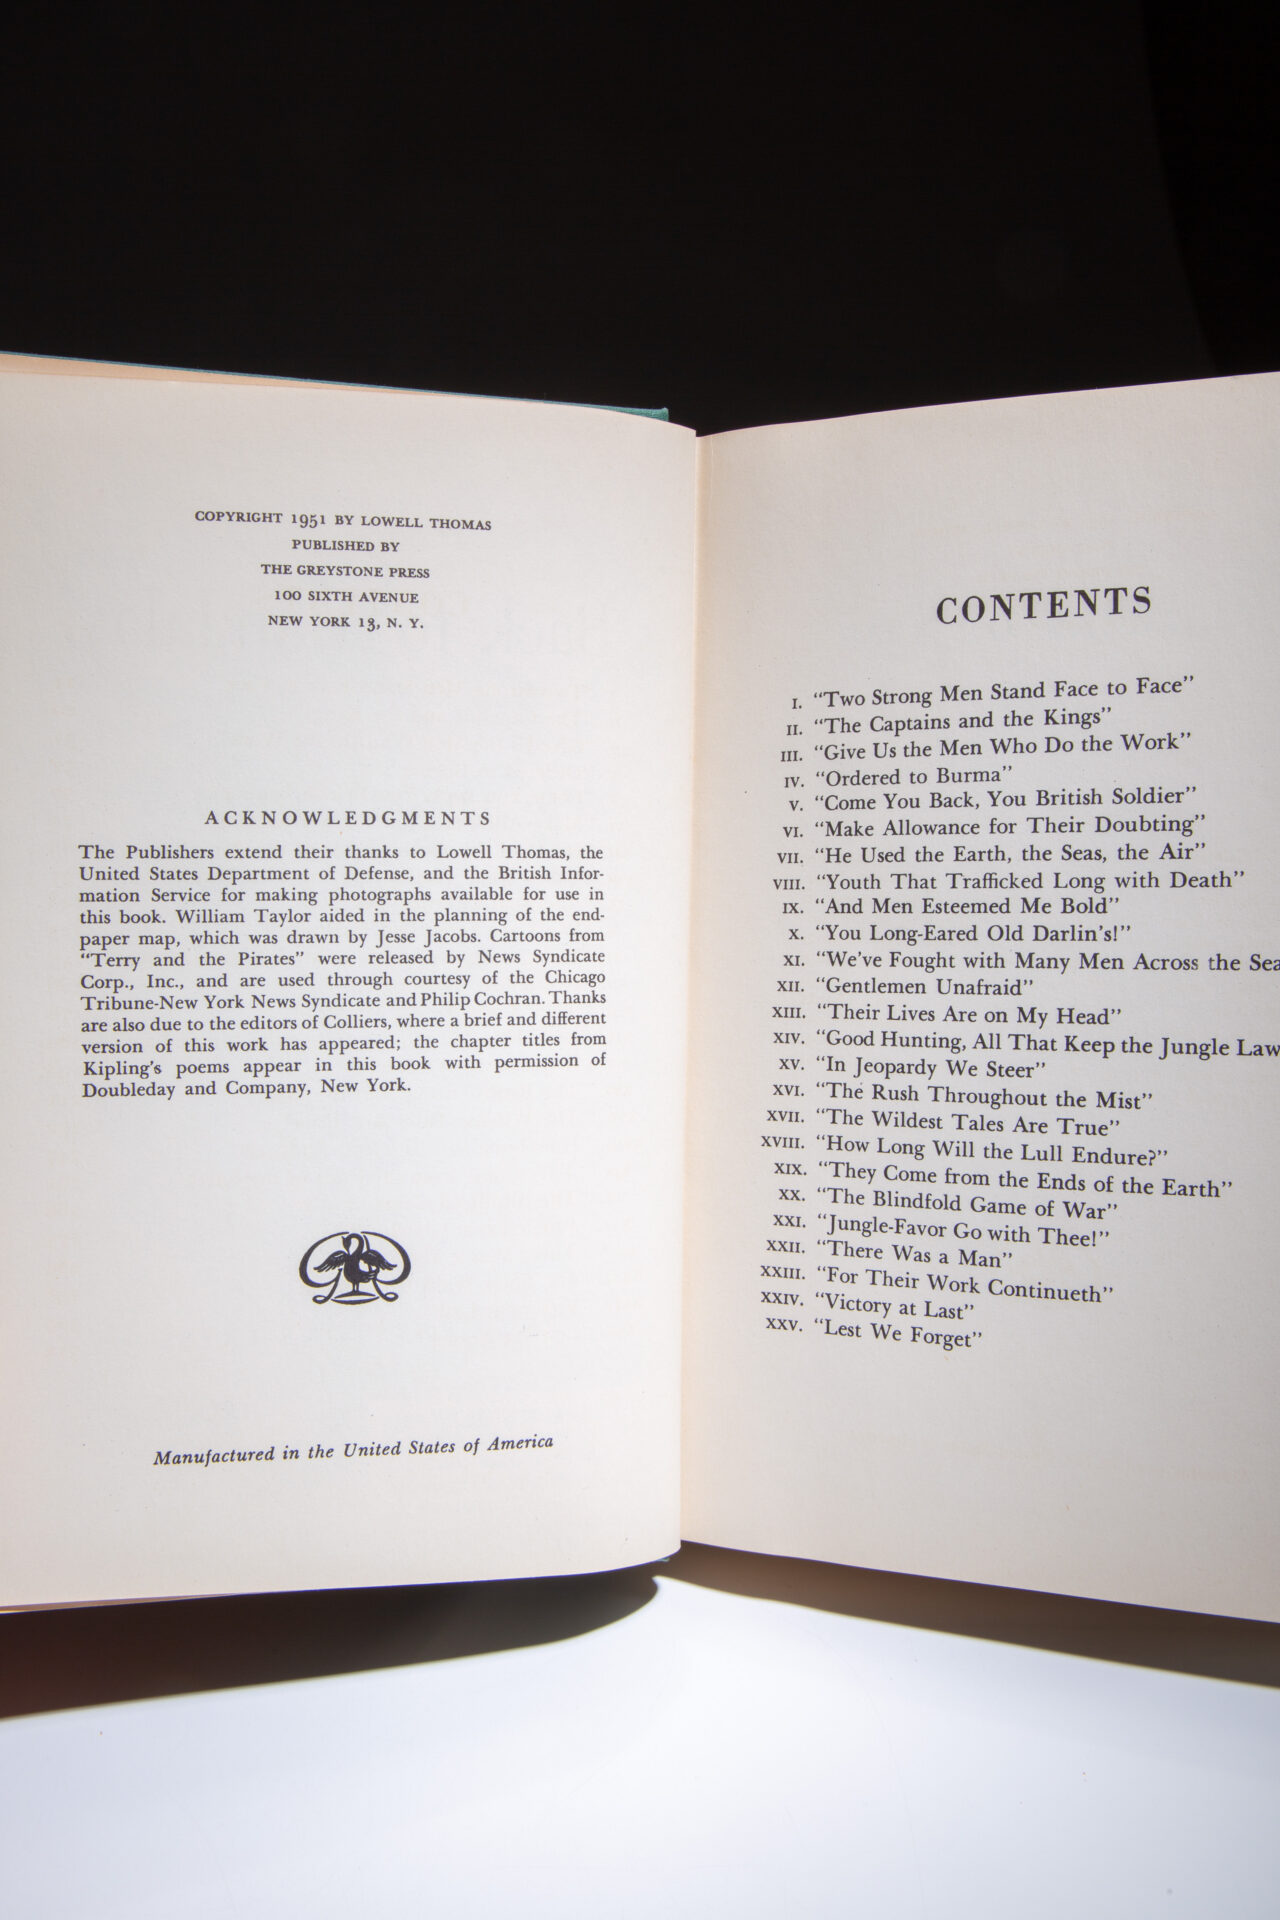 COPYRIGHT 1951 BY LOWELL THOMAS
PUBLISHED BY
THE GREYSTONE PRESS
100 SIXTH AVENUE
NEW YORK 13, N. Y.
ACKNOWLEDGMENTS
The Publishers extend their thanks to Lowell Thomas, the
United States Department of Defense, and the British Infor-
mation Service for making photographs available for use in
this book. William Taylor aided in the planning of the end-
paper map, which was drawn by Jesse Jacobs. Cartoons from
“Terry and the Pirates” were released by News Syndicate
Corp., Inc., and are used through courtesy of the Chicago
Tribune-New York News Syndicate and Philip Cochran. Thanks
are also due to the editors of Colliers, where a brief and different
version of this work has appeared; the chapter titles from
Kipling's poems appear in this book with permission of
Doubleday and Company, New York.
Manufactured in the United States of America
CONTENTS
I. “Two Strong Men Stand Face to Face”
II. “The Captains and the Kings”
III. “Give Us the Men Who Do the Work”
IV. “Ordered to Burma”
V. “Come You Back, You British Soldier”
VI. “Make Allowance for Their Doubting”
VII. “He Used the Earth, the Seas, the Air”
VIII. “Youth That Trafficked Long with Death”
IX. “And Men Esteemed Me Bold”
X. “You Long-Eared Old Darlin's!”
XI. “We've Fought with Many Men Across the Sea
XII. “Gentlemen Unafraid”
XIII. “Their Lives Are on My Head”
XIV. “Good Hunting, All That Keep the Jungle Law
XV. “In Jeopardy We Steer”
XVI. “The Rush Throughout the Mist”
XVII. “The Wildest Tales Are True”
XVIII. “How Long Will the Lull Endure?”
XIX. “They Come from the Ends of the Earth”
XX. “The Blindfold Game of War”
XXI. “Jungle-Favor Go with Thee!”
XXII. “There Was a Man”
XXIII. “For Their Work Continueth”
XXIV. “Victory at Last”
XXV. “Lest We Forget”